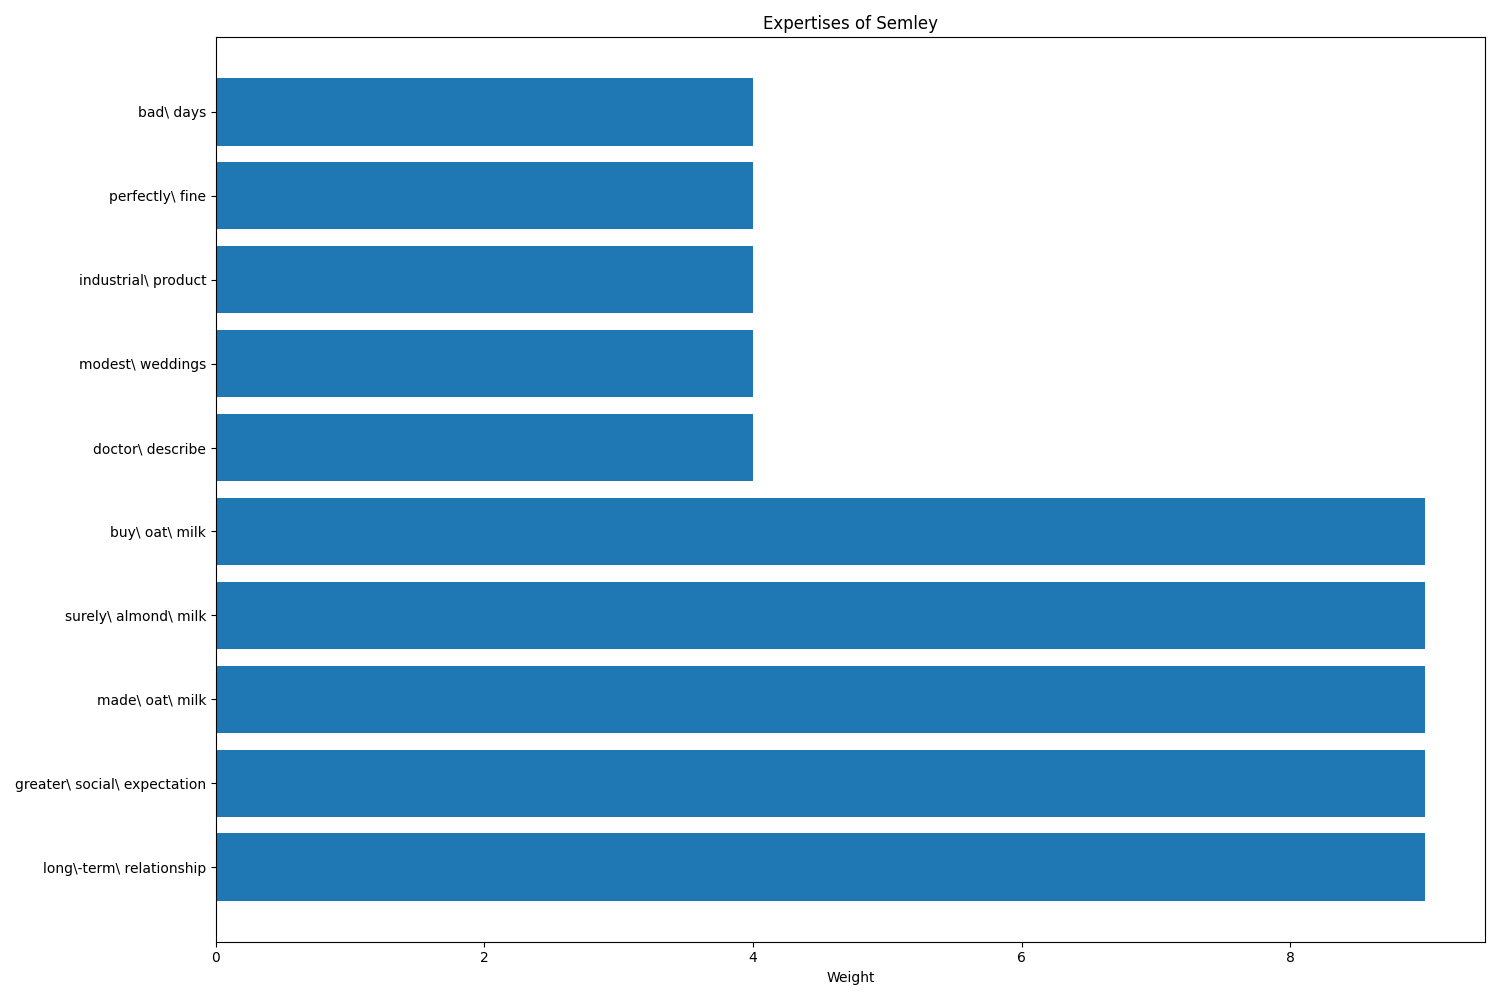 Expertises of Semley
bad\ days
perfectly\ fine
industrial\ product
modest\ weddings
doctor\ describe
buy\ oat\ milk
surely\ almond\ milk
made\ oat\ milk
greater\ social\ expectation
long\-term\ relationship
0 2 4 6 8
Weight